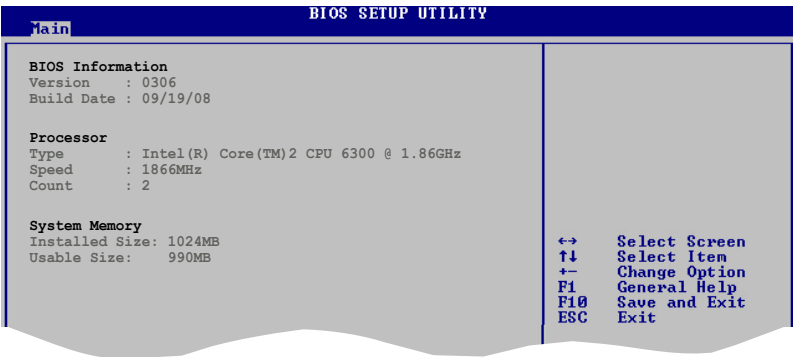 BIOS SETUP UTILITY
Main
BIOS Information
Version : 0306
Build Date : 09/19/08
Processor
Type : Intel(R) Core(TM)2 CPU 6300 @ 1.86GHz
Speed : 1866MHz
Count : 2
System Memory
Installed Size: 1024MB
Usable Size: 990MB
←→ Select Screen
↑↓ Select Item
+- Change Option
F1 General Help
F10 Save and Exit
ESC Exit